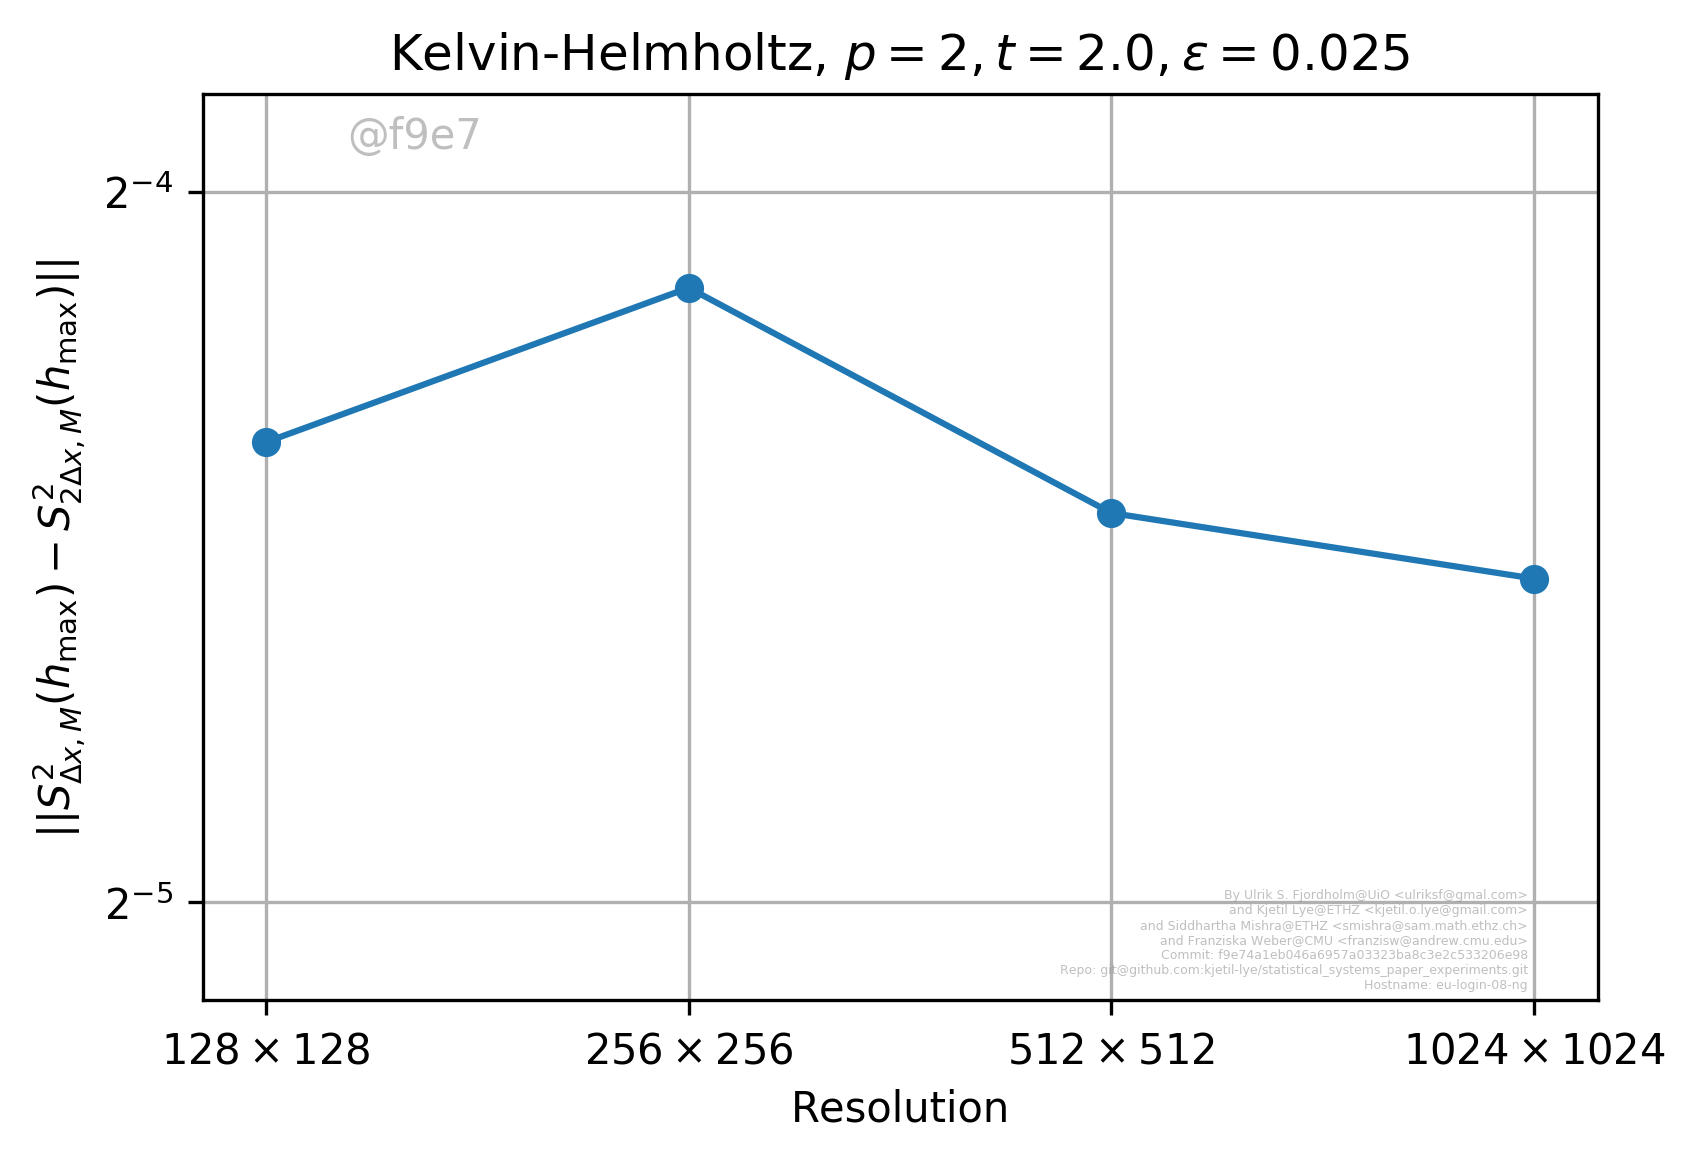 Kelvin-Helmholtz, p = 2, t = 2.0, ε = 0.025
@f9e7
2⁻⁴
||S²_{Δx,M}(h_max) − S²_{2Δx,M}(h_max)||
2⁻⁵
By Ulrik S. Fjordholm@UiO <ulriksf@gmal.com>
and Kjetil Lye@ETHZ <kjetil.o.lye@gmail.com>
and Siddhartha Mishra@ETHZ <smishra@sam.math.ethz.ch>
and Franziska Weber@CMU <franzisw@andrew.cmu.edu>
Commit: f9e74a1eb046a6957a03323ba8c3e2c533206e98
Repo: git@github.com:kjetil-lye/statistical_systems_paper_experiments.git
Hostname: eu-login-08-ng
128 × 128 256 × 256 512 × 512 1024 × 1024
Resolution